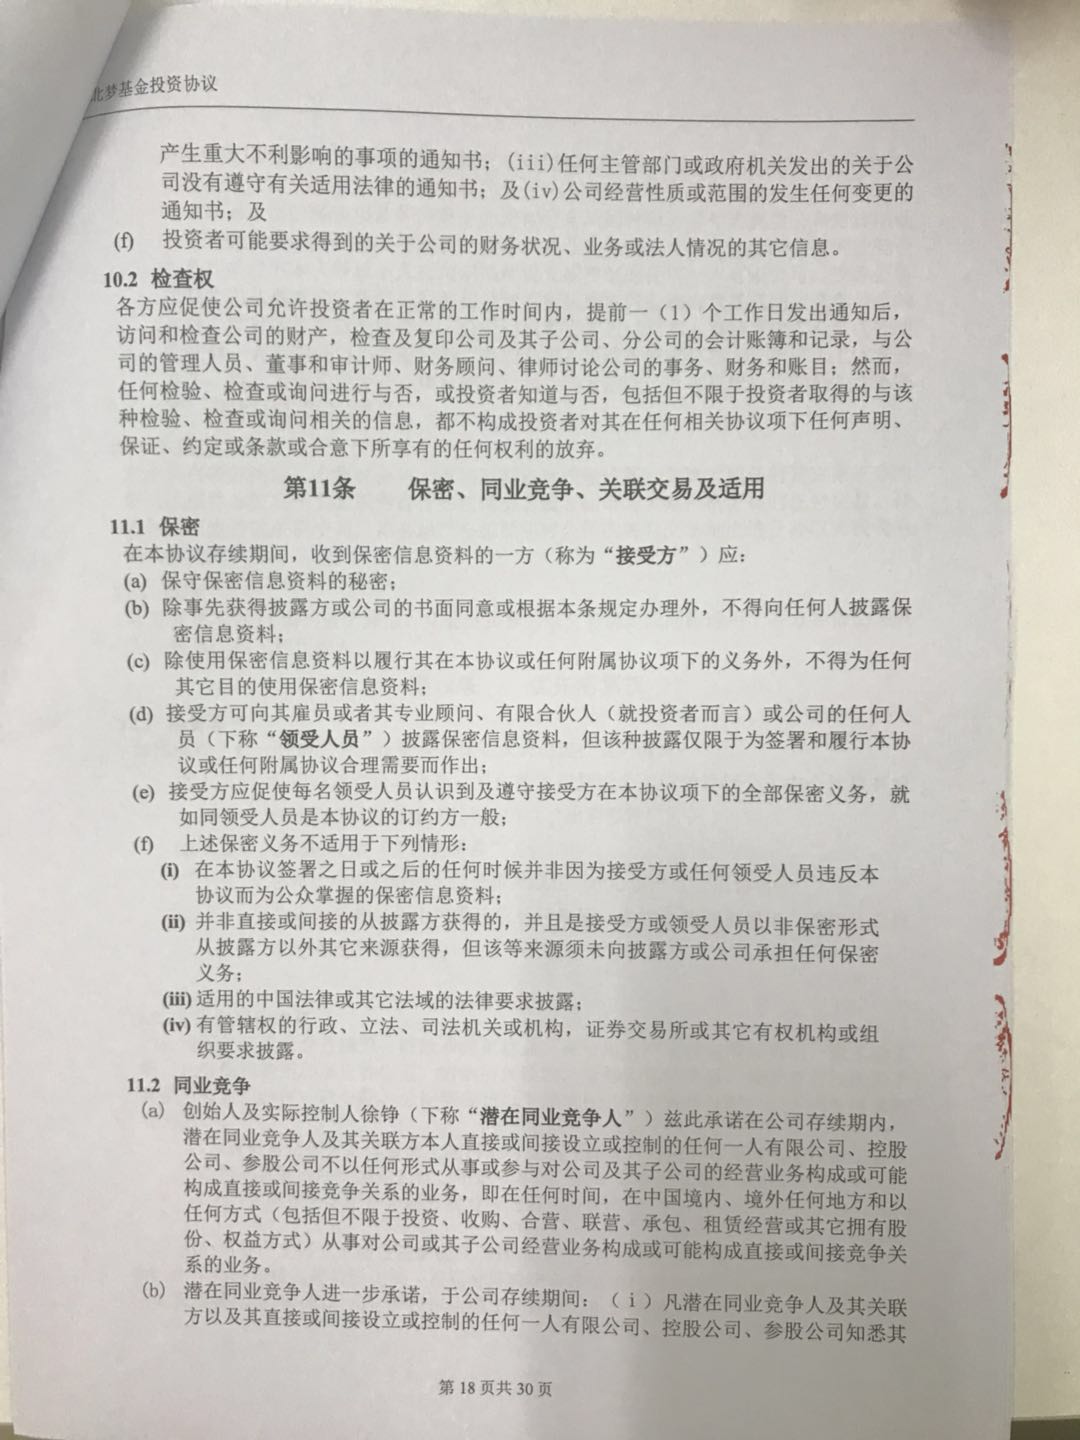 北梦基金投资协议
产生重大不利影响的事项的通知书；(iii)任何主管部门或政府机关发出的关于公
司没有遵守有关适用法律的通知书；及(iv)公司经营性质或范围的发生任何变更的
通知书；及
(f) 投资者可能要求得到的关于公司的财务状况、业务或法人情况的其它信息。
10.2 检查权
各方应促使公司允许投资者在正常的工作时间内，提前一（1）个工作日发出通知后，
访问和检查公司的财产，检查及复印公司及其子公司、分公司的会计账簿和记录，与公
司的管理人员、董事和审计师、财务顾问、律师讨论公司的事务、财务和账目；然而，
任何检验、检查或询问进行与否，或投资者知道与否，包括但不限于投资者取得的与该
种检验、检查或询问相关的信息，都不构成投资者对其在任何相关协议项下任何声明、
保证、约定或条款或合意下所享有的任何权利的放弃。
第11条 保密、同业竞争、关联交易及适用
11.1 保密
在本协议存续期间，收到保密信息资料的一方（称为“接受方”）应：
(a) 保守保密信息资料的秘密；
(b) 除事先获得披露方或公司的书面同意或根据本条规定办理外，不得向任何人披露保
密信息资料；
(c) 除使用保密信息资料以履行其在本协议或任何附属协议项下的义务外，不得为任何
其它目的使用保密信息资料；
(d) 接受方可向其雇员或者其专业顾问、有限合伙人（就投资者而言）或公司的任何人
员（下称“领受人员”）披露保密信息资料，但该种披露仅限于为签署和履行本协
议或任何附属协议合理需要而作出；
(e) 接受方应促使每名领受人员认识到及遵守接受方在本协议项下的全部保密义务，就
如同领受人员是本协议的订约方一般；
(f) 上述保密义务不适用于下列情形：
(i) 在本协议签署之日或之后的任何时候并非因为接受方或任何领受人员违反本
协议而为公众掌握的保密信息资料；
(ii) 并非直接或间接的从披露方获得的，并且是接受方或领受人员以非保密形式
从披露方以外其它来源获得，但该等来源须未向披露方或公司承担任何保密
义务；
(iii) 适用的中国法律或其它法域的法律要求披露；
(iv) 有管辖权的行政、立法、司法机关或机构，证券交易所或其它有权机构或组
织要求披露。
11.2 同业竞争
(a) 创始人及实际控制人徐铮（下称“潜在同业竞争人”）兹此承诺在公司存续期内，
潜在同业竞争人及其关联方本人直接或间接设立或控制的任何一人有限公司、控股
公司、参股公司不以任何形式从事或参与对公司及其子公司的经营业务构成或可能
构成直接或间接竞争关系的业务，即在任何时间，在中国境内、境外任何地方和以
任何方式（包括但不限于投资、收购、合营、联营、承包、租赁经营或其它拥有股
份、权益方式）从事对公司或其子公司经营业务构成或可能构成直接或间接竞争关
系的业务。
(b) 潜在同业竞争人进一步承诺，于公司存续期间：（i）凡潜在同业竞争人及其关联
方以及其直接或间接设立或控制的任何一人有限公司、控股公司、参股公司知悉其
第 18 页共 30 页